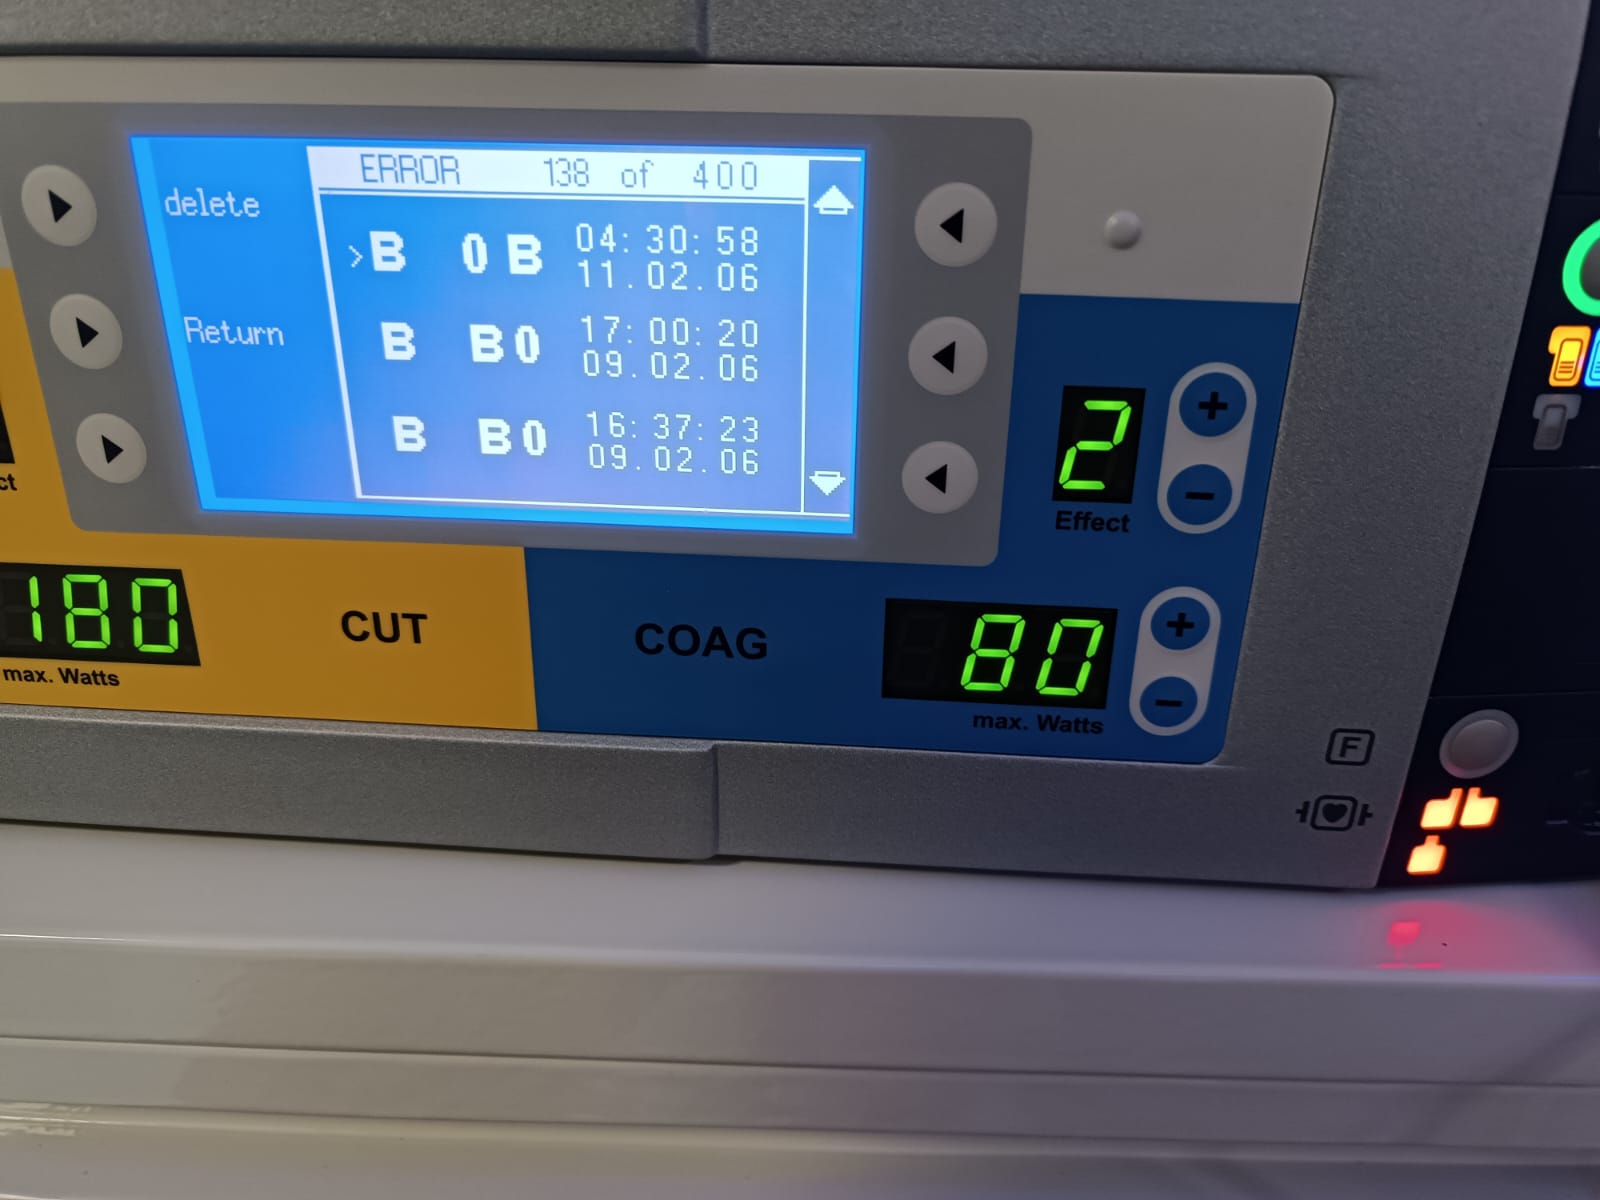 ERROR 138 of 400
delete
>B 0B 04:30:58
11.02.06
Return
B B0 17:00:20
09.02.06
B B0 16:37:23
09.02.06
2
+
-
Effect
ct
180
max. Watts
CUT
COAG
80
+
-
max. Watts
F